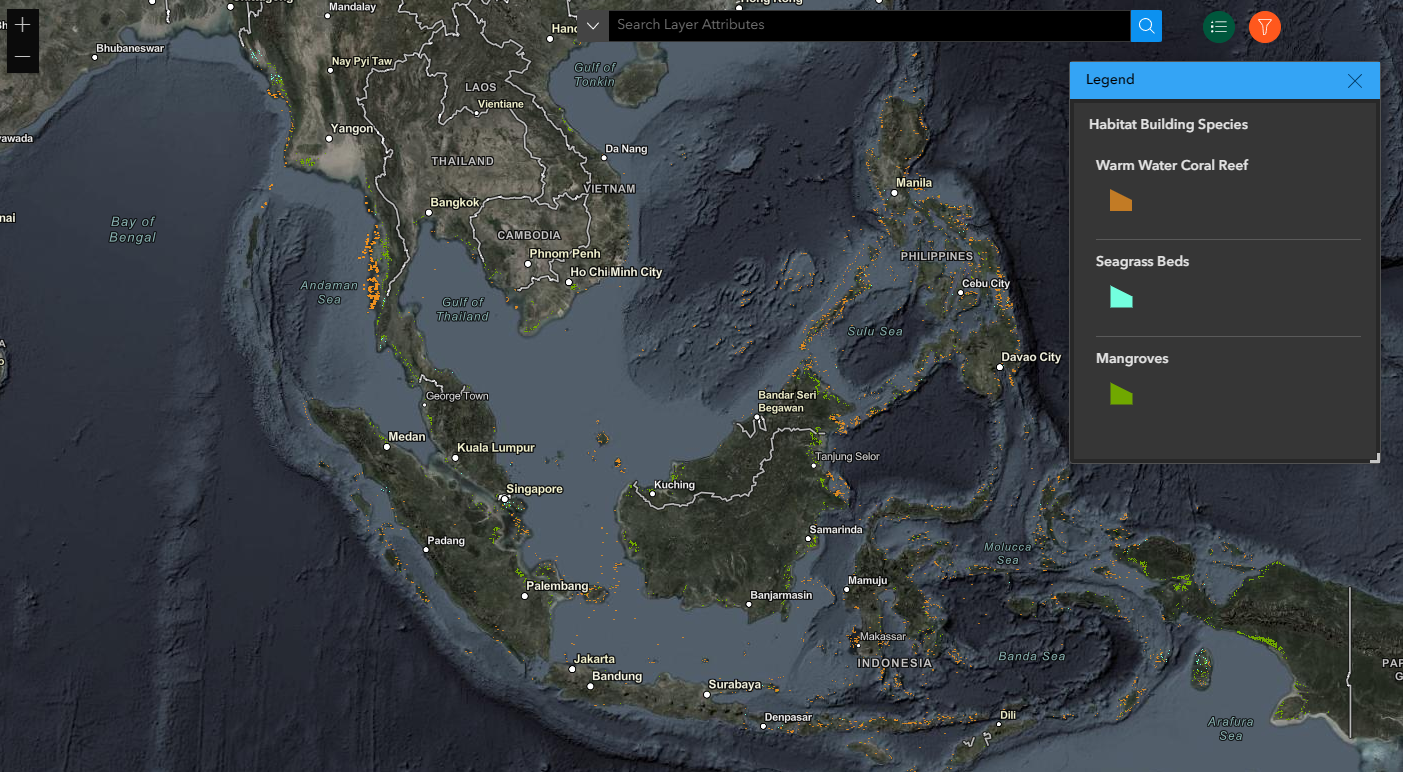 Mandalay
Hanoi
Search Layer Attributes
Bhubaneswar
Nay Pyi Taw
Gulf of
Tonkin
Legend
LAOS
Vientiane
Habitat Building Species
Yangon
Da Nang
THAILAND
Warm Water Coral Reef
VIETNAM
Manila
Bangkok
Bay of
Bengal
CAMBODIA
Phnom Penh
PHILIPPINES
Seagrass Beds
Ho Chi Minh City
Cebu City
Andaman
Sea
Gulf of
Thailand
Sulu Sea
Davao City
Mangroves
George Town
Bandar Seri
Begawan
Medan
Kuala Lumpur
Tanjung Selor
Singapore
Kuching
Samarinda
Padang
Molucca
Sea
Palembang
Mamuju
Banjarmasin
Makassar
Jakarta
INDONESIA
Banda Sea
Bandung
Surabaya
Denpasar
Dili
Arafura
Sea